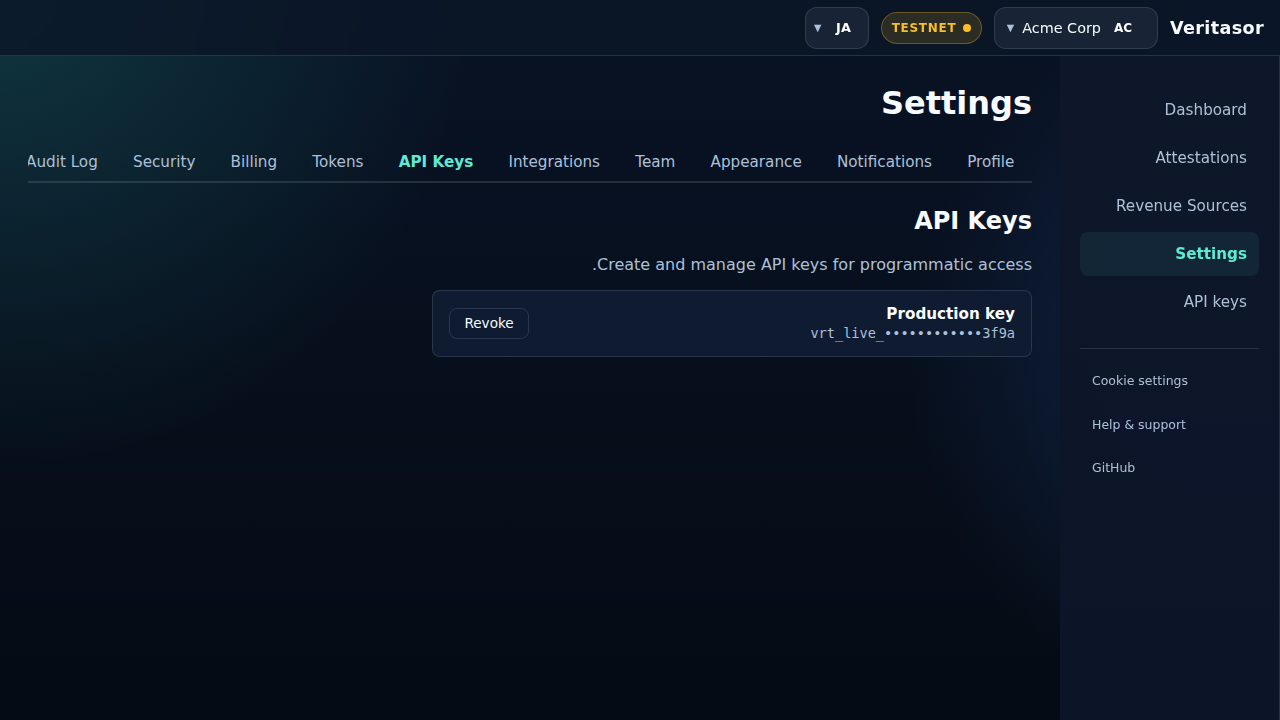 Veritasor
AC Acme Corp ▼
TESTNET
JA ▼
Dashboard
Attestations
Revenue Sources
Settings
API keys
Cookie settings
Help & support
GitHub
Settings
Profile
Notifications
Appearance
Team
Integrations
API Keys
Tokens
Billing
Security
Audit Log
API Keys
.Create and manage API keys for programmatic access
Production key
vrt_live_••••••••••••3f9a
Revoke